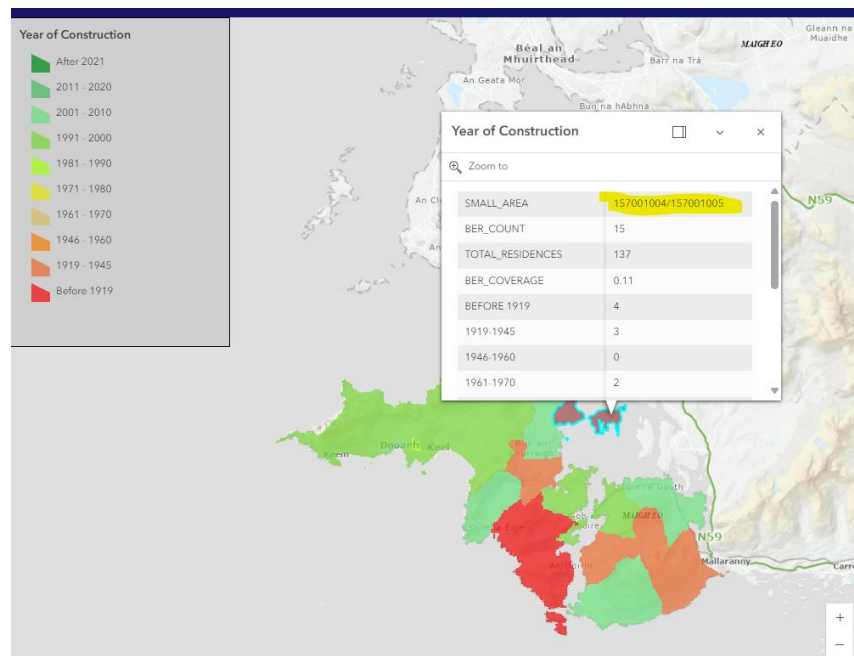 Year of Construction
After 2021
2011 - 2020
2001 - 2010
1991 - 2000
1981 - 1990
1971 - 1980
1961 - 1970
1946 - 1960
1919 - 1945
Before 1919
Gleann na
Muaidhe
MAIGH EO
Béal an
Mhuirthead
Barr na Trá
An Geata Mór
Bun na hAbhna
Year of Construction
Zoom to
SMALL_AREA 157001004/157001005
BER_COUNT 15
TOTAL_RESIDENCES 137
BER_COVERAGE 0.11
BEFORE 1919 4
1919-1945 3
1946-1960 0
1961-1970 2
An
N59
Keem
Dooagh
Keel
MAIGH EO
N59
Mallaranny